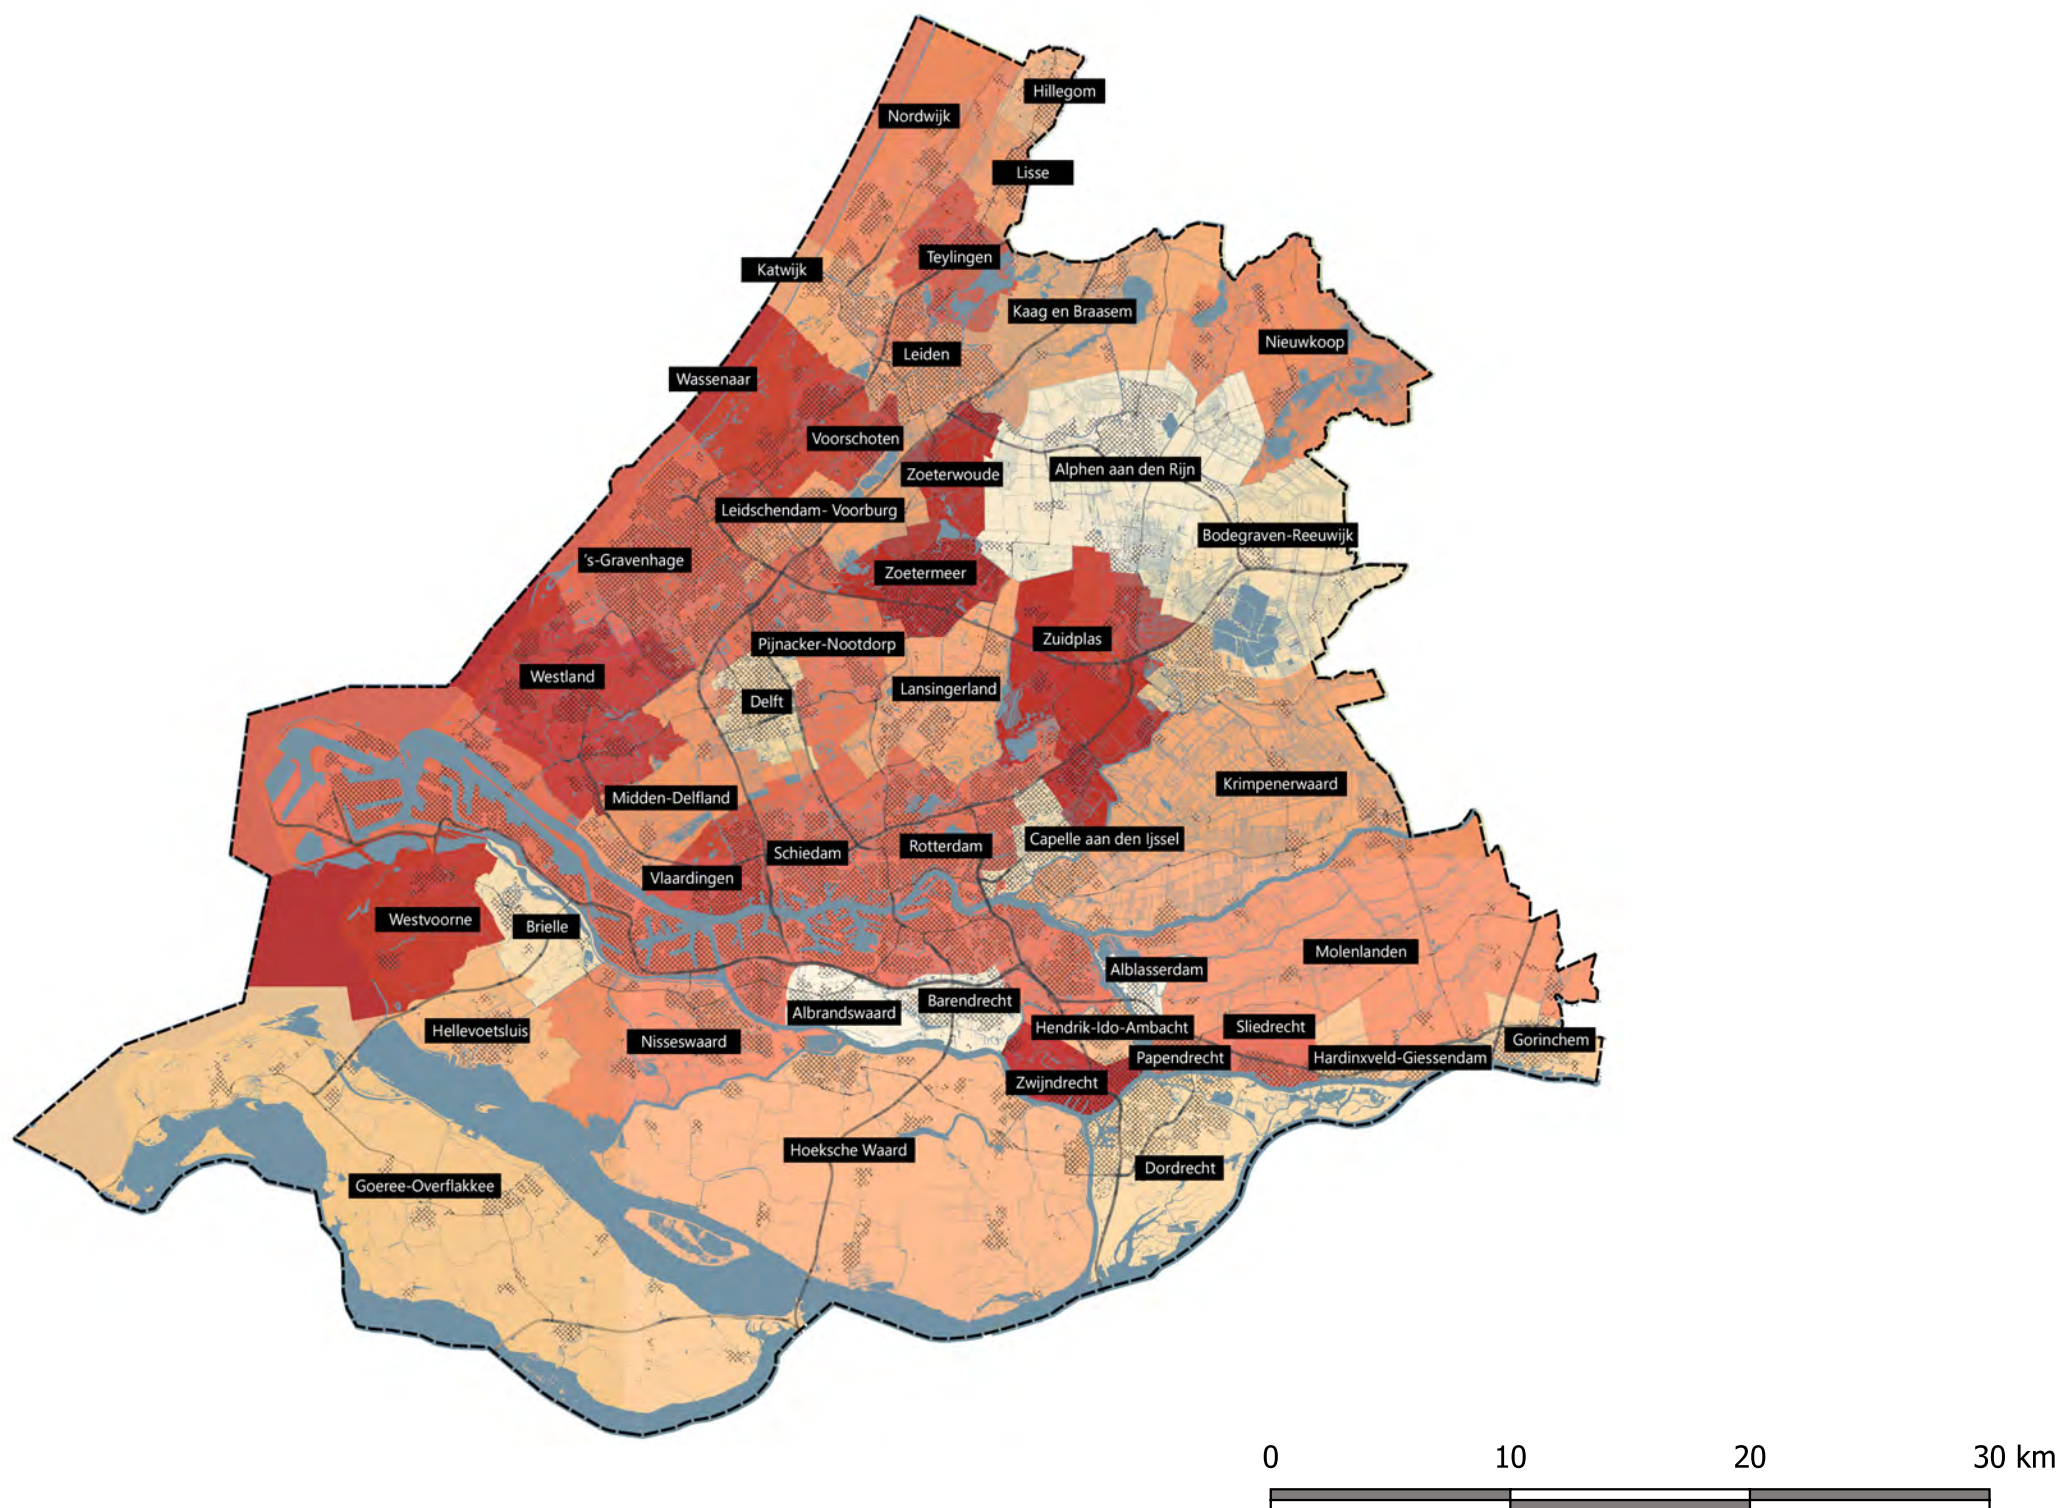 Hillegom
Nordwijk
Lisse
Teylingen
Katwijk
Kaag en Braasem
Nieuwkoop
Leiden
Wassenaar
Voorschoten
Zoeterwoude
Alphen aan den Rijn
Leidschendam- Voorburg
Bodegraven-Reeuwijk
's-Gravenhage
Zoetermeer
Zuidplas
Pijnacker-Nootdorp
Westland
Lansingerland
Delft
Krimpenerwaard
Midden-Delfland
Capelle aan den Ijssel
Rotterdam
Schiedam
Vlaardingen
Westvoorne
Brielle
Molenlanden
Alblasserdam
Barendrecht
Albrandswaard
Hendrik-Ido-Ambacht
Sliedrecht
Hellevoetsluis
Nisseswaard
Gorinchem
Papendrecht
Hardinxveld-Giessendam
Zwijndrecht
Hoeksche Waard
Dordrecht
Goeree-Overflakkee
0 10 20 30 km